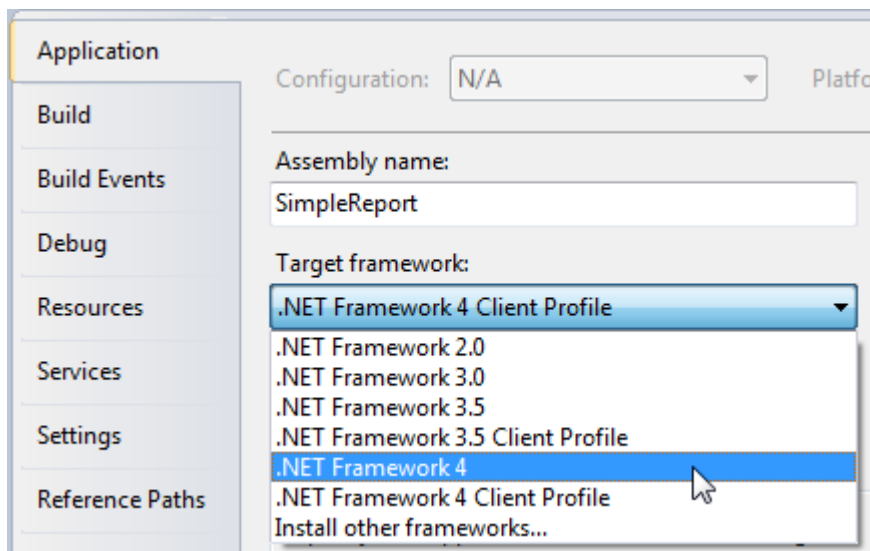 Application
Build
Build Events
Debug
Resources
Services
Settings
Reference Paths
Configuration: N/A
Assembly name:
SimpleReport
Target framework:
.NET Framework 4 Client Profile
.NET Framework 2.0
.NET Framework 3.0
.NET Framework 3.5
.NET Framework 3.5 Client Profile
.NET Framework 4
.NET Framework 4 Client Profile
Install other frameworks...